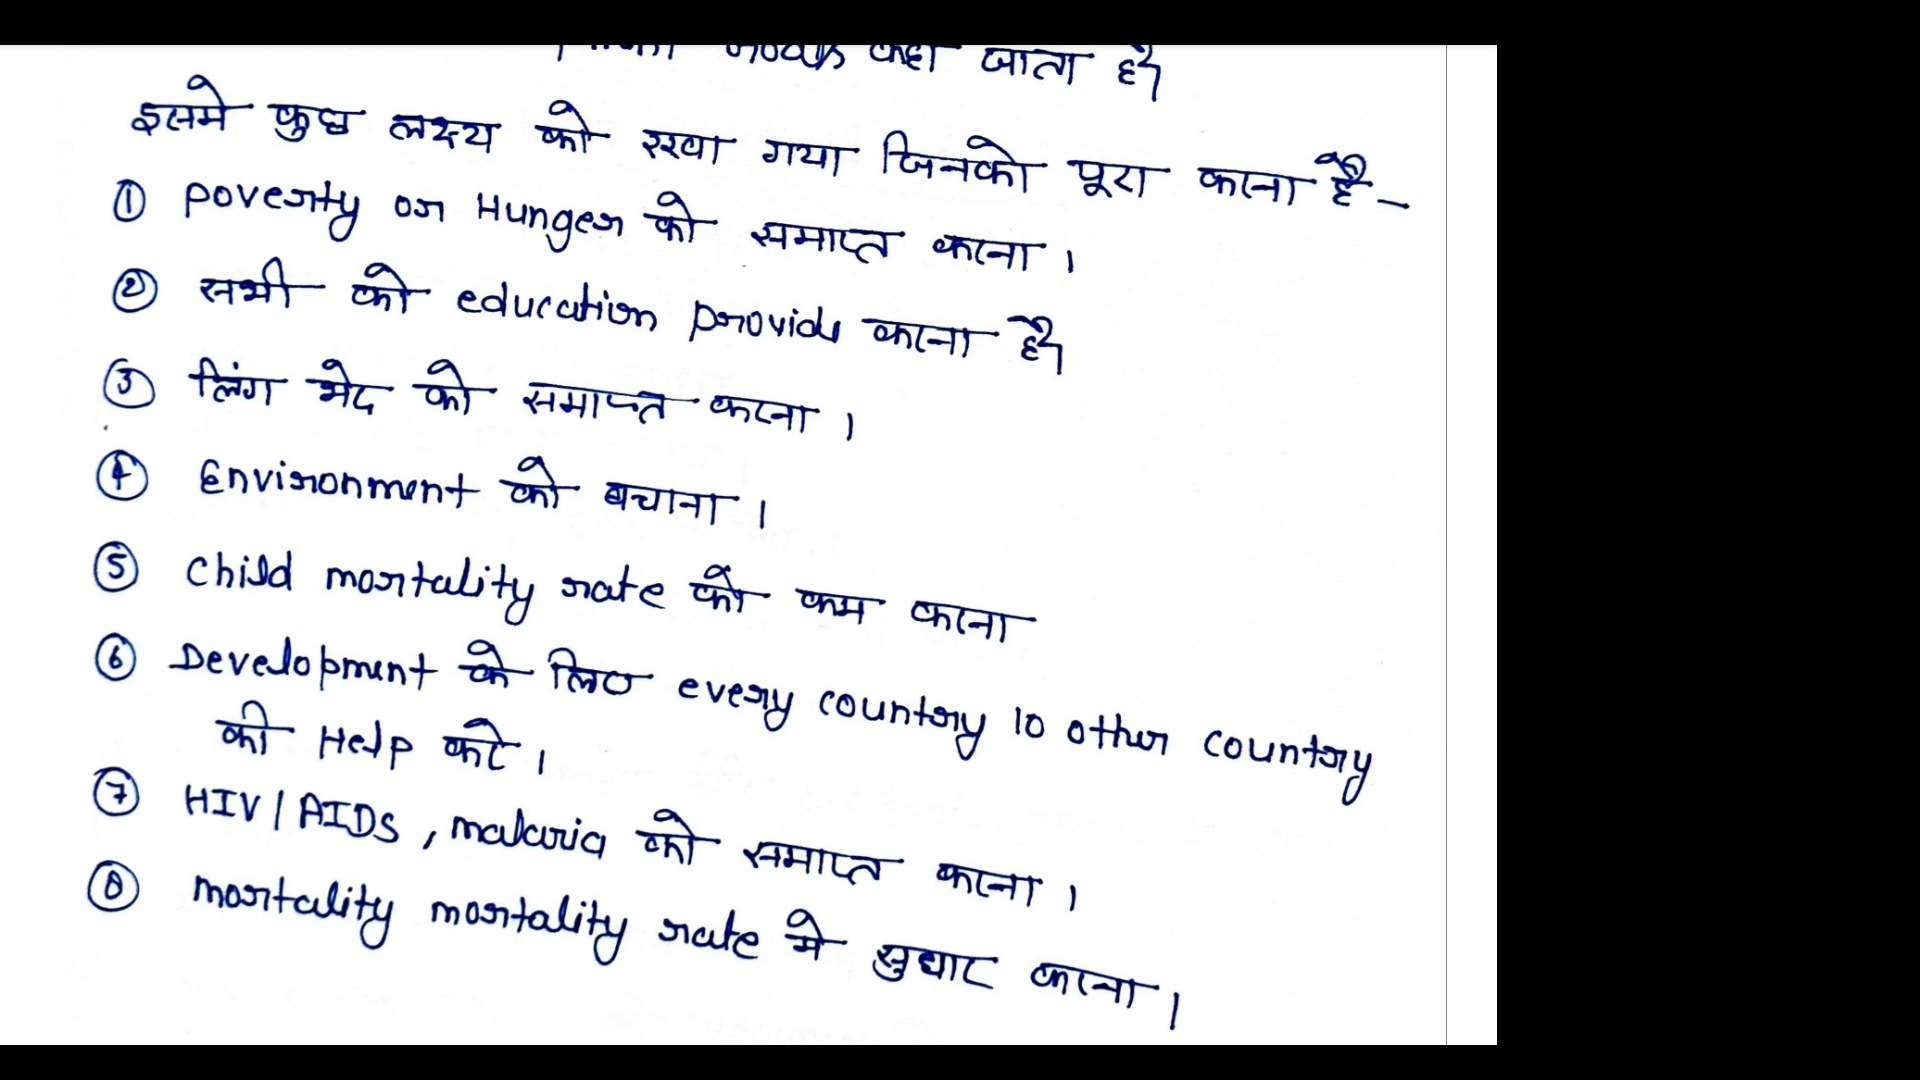 कहा जाता है
इसमे कुछ लक्ष्य को रखा गया जिनको पूरा करना है -
① poverty or Hunger को समाप्त करना ।
② सभी को education provide करना है
③ लिंग भेद को समाप्त करना ।
④ Environment को बचाना ।
⑤ child mortality rate को कम करना
⑥ Development के लिए every country 10 other country
की Help करे ।
⑦ HIV / AIDS , malaria को समाप्त करना ।
⑧ mortality mortality rate मे सुधार करना ।